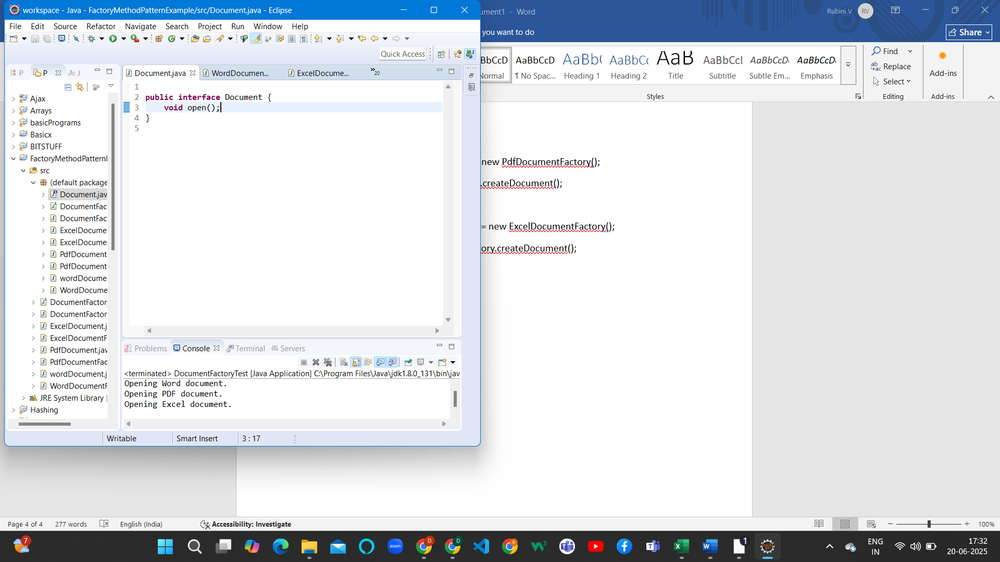 workspace - Java - FactoryMethodPatternExample/src/Document.java - Eclipse
ument1 - Word
Rubini V
RV
File Edit Source Refactor Navigate Search Project Run Window Help
you want to do
Share
Quick Access
P
P
Ju J
Document.java
WordDocumen...
ExcelDocume...
20
BbCcD
Normal
AaBbCcD
¶ No Spac...
AaBb(
Heading 1
AaBbCc
Heading 2
AaB
Title
AaBbCcl
Subtitle
AaBbCcD
Subtle Em...
AaBbCcD
Emphasis
Styles
Find
Replace
Select
Editing
Add-ins
Add-ins
Ajax
Arrays
basicPrograms
Basicx
BITSTUFF
FactoryMethodPattern
src
(default package
Document.jav
DocumentFac
DocumentFac
ExcelDocume
ExcelDocume
PdfDocument
PdfDocument
wordDocume
WordDocume
DocumentFactor
DocumentFactor
ExcelDocument.j
ExcelDocumentF
PdfDocument.jav
PdfDocumentFac
wordDocument.j
WordDocumentF
JRE System Library [
Hashing
1
2 public interface Document {
3 void open();
4 }
5
new PdfDocumentFactory();
.createDocument();
= new ExcelDocumentFactory();
ory.createDocument();
Problems Console Terminal Servers
<terminated> DocumentFactoryTest [Java Application] C:\Program Files\Java\jdk1.8.0_131\bin\jav
Opening Word document.
Opening PDF document.
Opening Excel document.
Writable
Smart Insert
3 : 17
Page 4 of 4
277 words
English (India)
Accessibility: Investigate
100%
7
zoom
D
D
R
W3
1
ENG
IN
17:32
20-06-2025